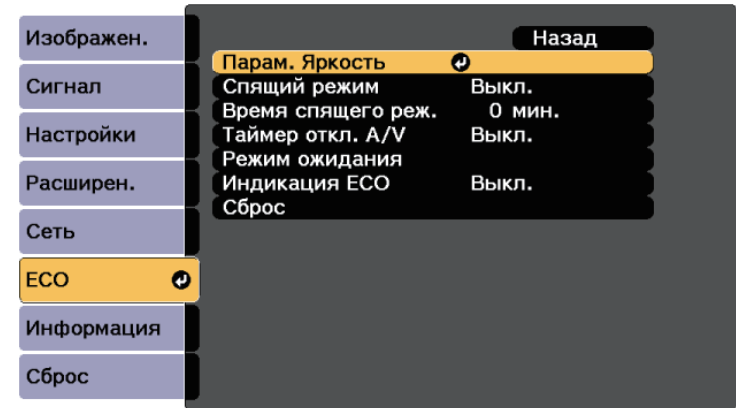 Изображен.
Сигнал
Настройки
Расширен.
Сеть
ECO
Информация
Сброс
Назад
Парам. Яркость
Спящий режим Выкл.
Время спящего реж. 0 мин.
Таймер откл. A/V Выкл.
Режим ожидания
Индикация ECO Выкл.
Сброс